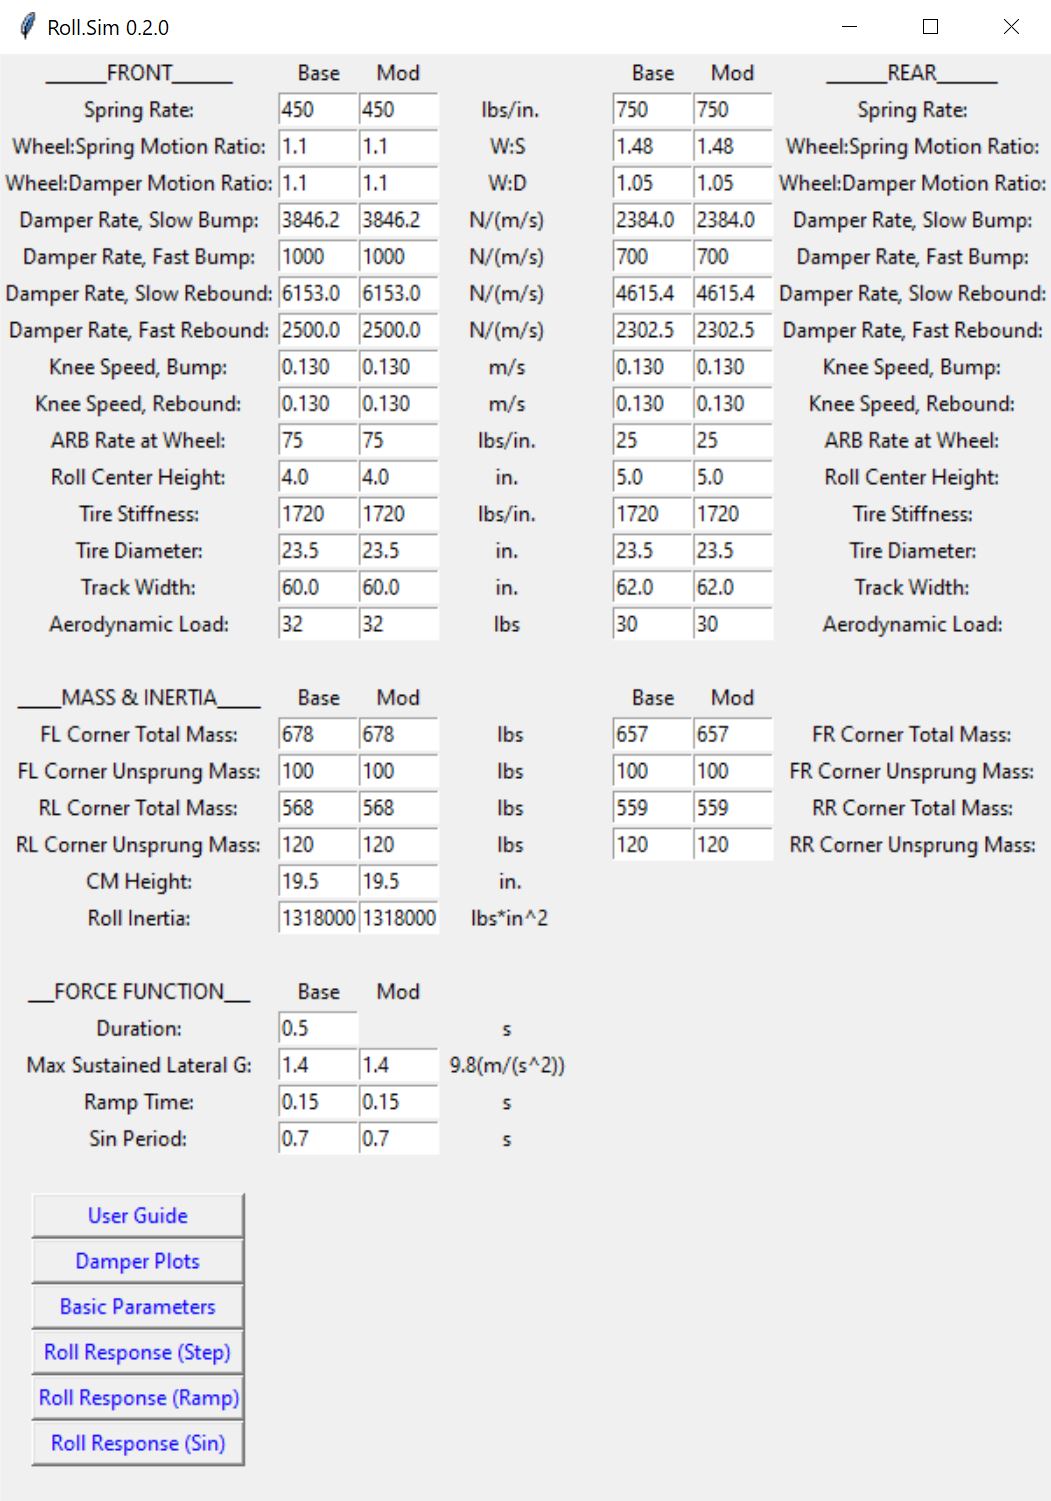 Roll.Sim 0.2.0
______FRONT______ Base Mod Base Mod ______REAR______
Spring Rate: 450 450 lbs/in. 750 750 Spring Rate:
Wheel:Spring Motion Ratio: 1.1 1.1 W:S 1.48 1.48 Wheel:Spring Motion Ratio:
Wheel:Damper Motion Ratio: 1.1 1.1 W:D 1.05 1.05 Wheel:Damper Motion Ratio:
Damper Rate, Slow Bump: 3846.2 3846.2 N/(m/s) 2384.0 2384.0 Damper Rate, Slow Bump:
Damper Rate, Fast Bump: 1000 1000 N/(m/s) 700 700 Damper Rate, Fast Bump:
Damper Rate, Slow Rebound: 6153.0 6153.0 N/(m/s) 4615.4 4615.4 Damper Rate, Slow Rebound:
Damper Rate, Fast Rebound: 2500.0 2500.0 N/(m/s) 2302.5 2302.5 Damper Rate, Fast Rebound:
Knee Speed, Bump: 0.130 0.130 m/s 0.130 0.130 Knee Speed, Bump:
Knee Speed, Rebound: 0.130 0.130 m/s 0.130 0.130 Knee Speed, Rebound:
ARB Rate at Wheel: 75 75 lbs/in. 25 25 ARB Rate at Wheel:
Roll Center Height: 4.0 4.0 in. 5.0 5.0 Roll Center Height:
Tire Stiffness: 1720 1720 lbs/in. 1720 1720 Tire Stiffness:
Tire Diameter: 23.5 23.5 in. 23.5 23.5 Tire Diameter:
Track Width: 60.0 60.0 in. 62.0 62.0 Track Width:
Aerodynamic Load: 32 32 lbs 30 30 Aerodynamic Load:
____MASS & INERTIA____ Base Mod Base Mod
FL Corner Total Mass: 678 678 lbs 657 657 FR Corner Total Mass:
FL Corner Unsprung Mass: 100 100 lbs 100 100 FR Corner Unsprung Mass:
RL Corner Total Mass: 568 568 lbs 559 559 RR Corner Total Mass:
RL Corner Unsprung Mass: 120 120 lbs 120 120 RR Corner Unsprung Mass:
CM Height: 19.5 19.5 in.
Roll Inertia: 1318000 1318000 lbs*in^2
__FORCE FUNCTION__ Base Mod
Duration: 0.5 s
Max Sustained Lateral G: 1.4 1.4 9.8(m/(s^2))
Ramp Time: 0.15 0.15 s
Sin Period: 0.7 0.7 s
User Guide
Damper Plots
Basic Parameters
Roll Response (Step)
Roll Response (Ramp)
Roll Response (Sin)